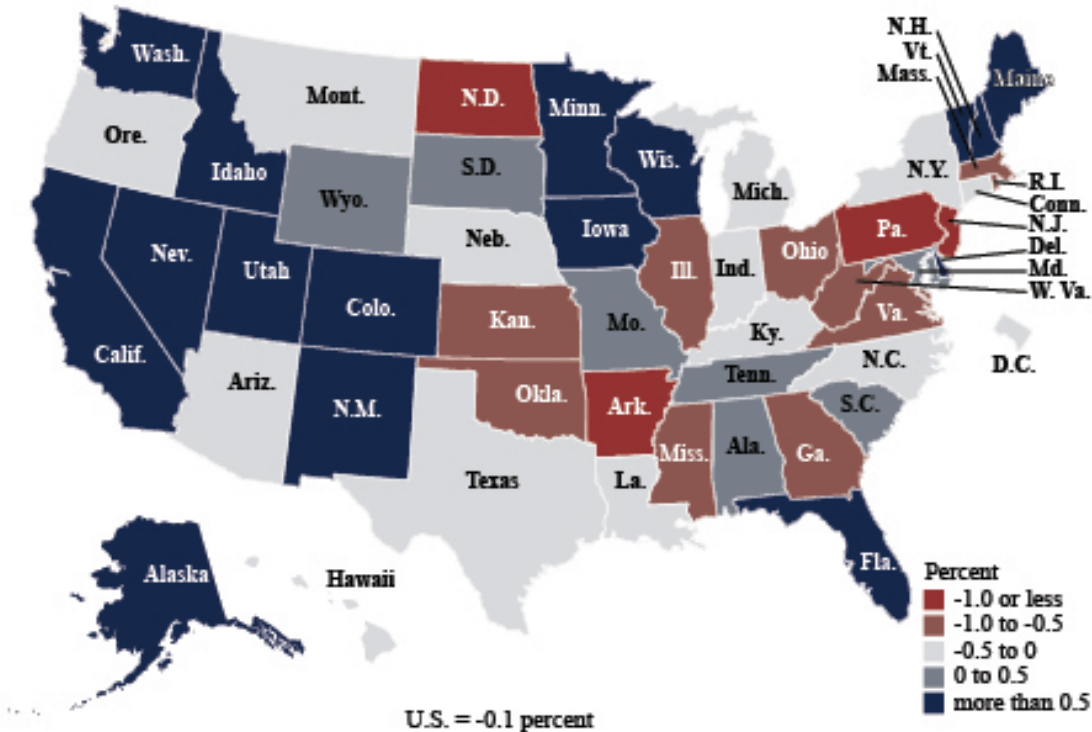 N.H.
Vt.
Mass.
Wash.
Mont.
N.D.
Minn.
Maine
Ore.
Idaho
Wyo.
S.D.
Wis.
Mich.
N.Y.
R.I.
Conn.
N.J.
Del.
Md.
W. Va.
Nev.
Utah
Colo.
Neb.
Iowa
Ill.
Ind.
Ohio
Pa.
Calif.
Ariz.
N.M.
Kan.
Mo.
Ky.
Va.
D.C.
Okla.
Ark.
Tenn.
N.C.
S.C.
Texas
La.
Miss.
Ala.
Ga.
Fla.
Alaska
Hawaii
Percent
-1.0 or less
-1.0 to -0.5
-0.5 to 0
0 to 0.5
more than 0.5
U.S. = -0.1 percent